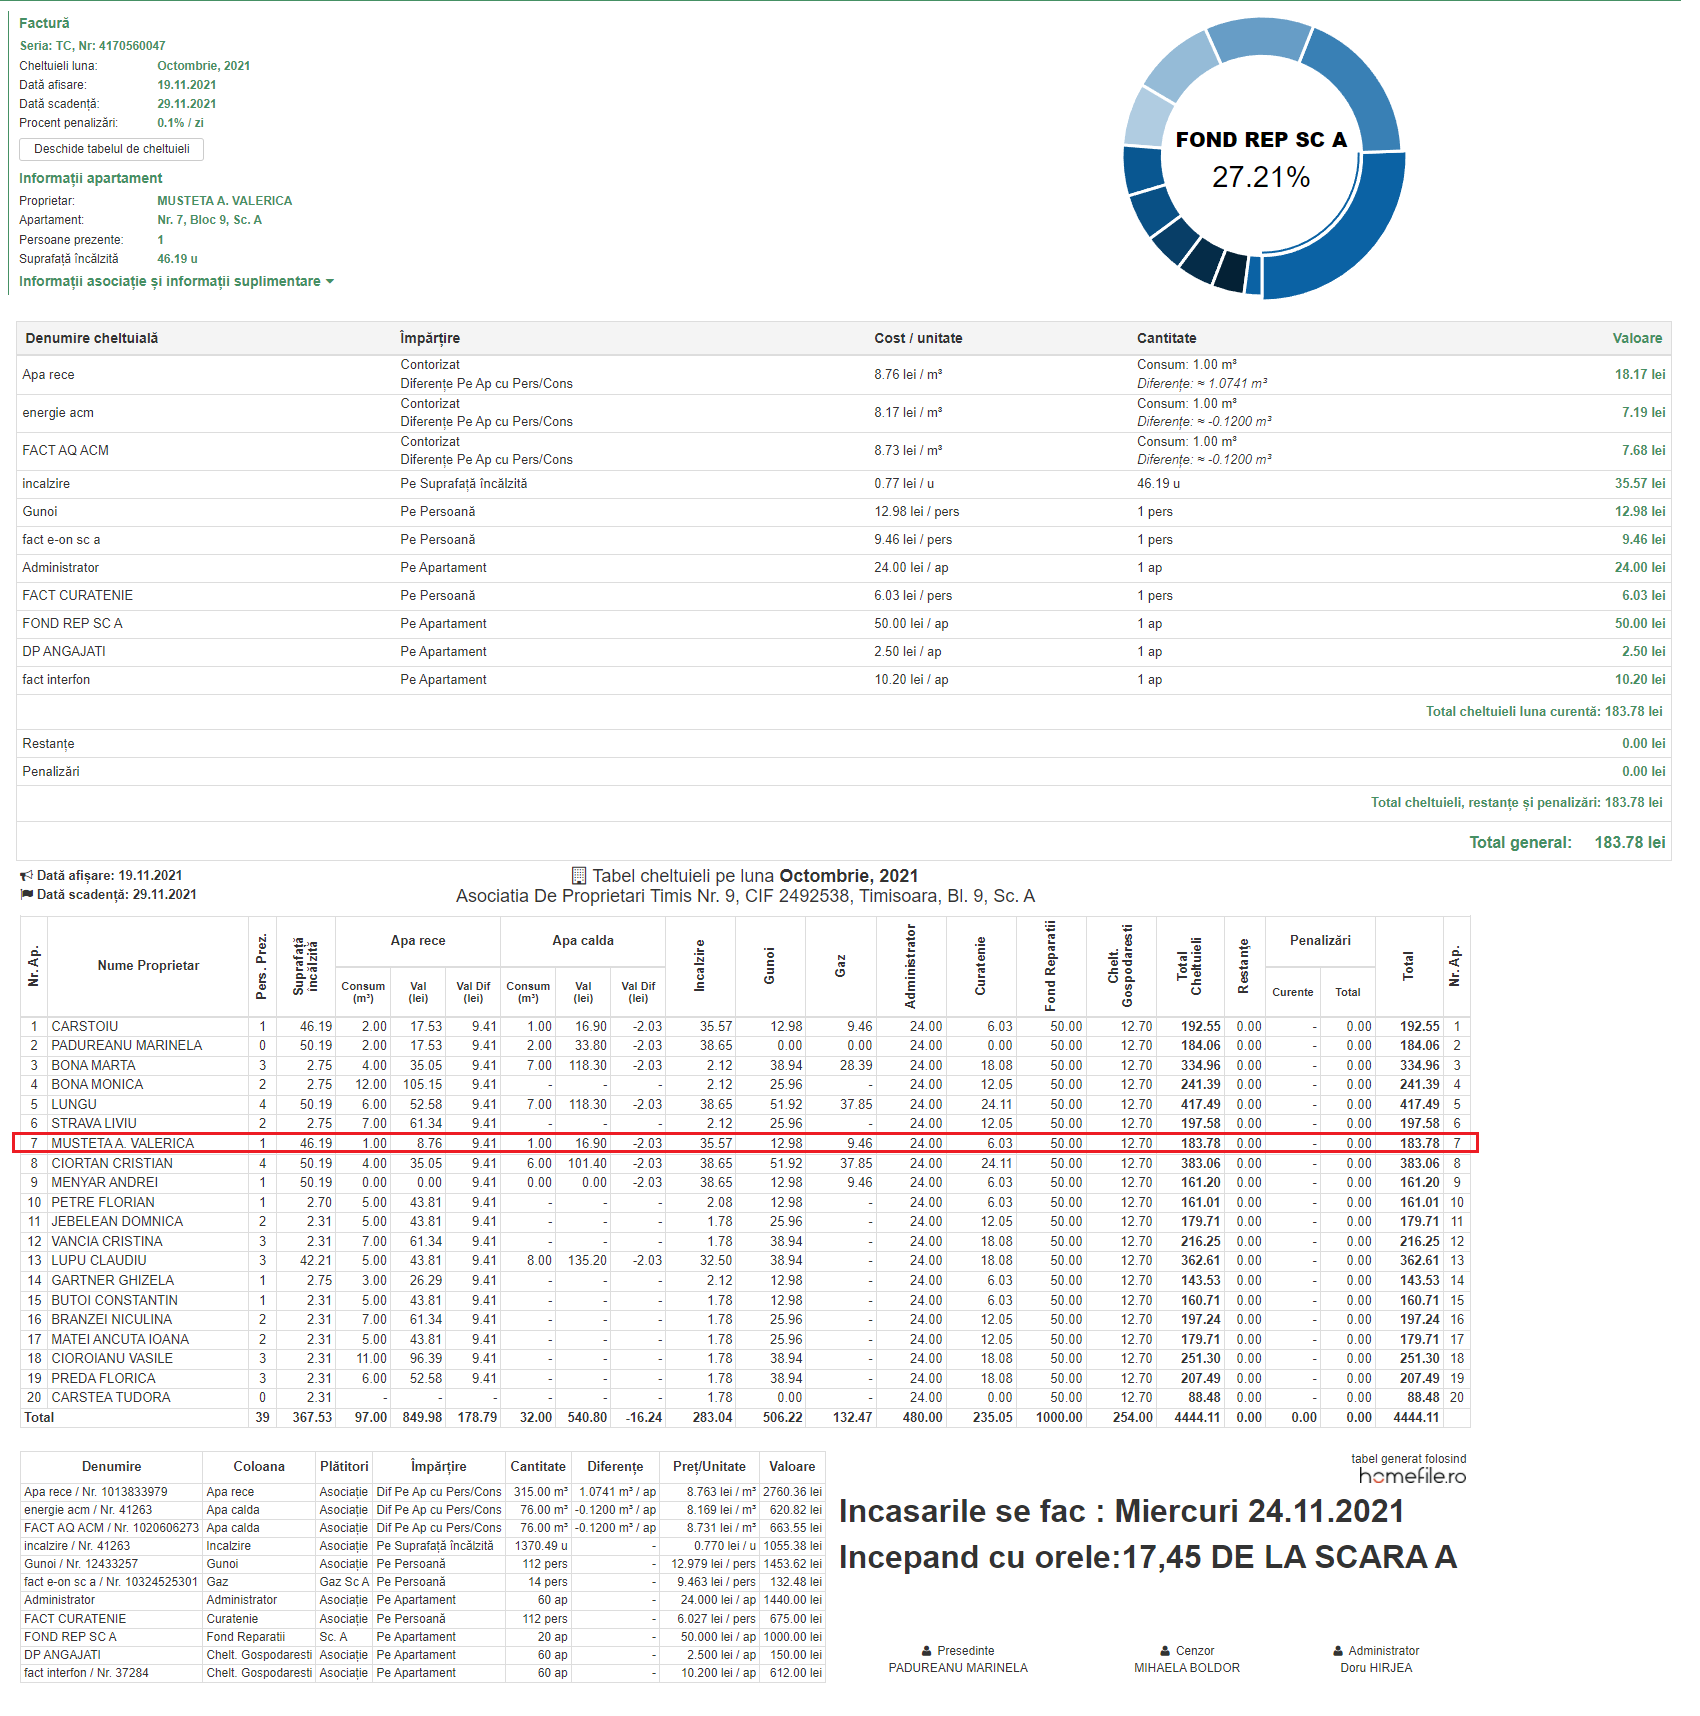 Factură
Seria: TC, Nr: 4170560047
Cheltuieli luna: Octombrie, 2021
Dată afisare: 19.11.2021
Dată scadență: 29.11.2021
Procent penalizări: 0.1% / zi
Deschide tabelul de cheltuieli
Informații apartament
Proprietar: MUSTETA A. VALERICA
Apartament: Nr. 7, Bloc 9, Sc. A
Persoane prezente: 1
Suprafață încălzită 46.19 u
Informații asociație și informații suplimentare
FOND REP SC A
27.21%
Denumire cheltuială Împărțire Cost / unitate Cantitate Valoare
Apa rece Contorizat Diferențe Pe Ap cu Pers/Cons 8.76 lei / m³ Consum: 1.00 m³ Diferențe: ≈ 1.0741 m³ 18.17 lei
energie acm Contorizat Diferențe Pe Ap cu Pers/Cons 8.17 lei / m³ Consum: 1.00 m³ Diferențe: ≈ -0.1200 m³ 7.19 lei
FACT AQ ACM Contorizat Diferențe Pe Ap cu Pers/Cons 8.73 lei / m³ Consum: 1.00 m³ Diferențe: ≈ -0.1200 m³ 7.68 lei
incalzire Pe Suprafață încălzită 0.77 lei / u 46.19 u 35.57 lei
Gunoi Pe Persoană 12.98 lei / pers 1 pers 12.98 lei
fact e-on sc a Pe Persoană 9.46 lei / pers 1 pers 9.46 lei
Administrator Pe Apartament 24.00 lei / ap 1 ap 24.00 lei
FACT CURATENIE Pe Persoană 6.03 lei / pers 1 pers 6.03 lei
FOND REP SC A Pe Apartament 50.00 lei / ap 1 ap 50.00 lei
DP ANGAJATI Pe Apartament 2.50 lei / ap 1 ap 2.50 lei
fact interfon Pe Apartament 10.20 lei / ap 1 ap 10.20 lei
Total cheltuieli luna curentă: 183.78 lei
Restanțe 0.00 lei
Penalizări 0.00 lei
Total cheltuieli, restanțe și penalizări: 183.78 lei
Total general: 183.78 lei
Dată afișare: 19.11.2021
Dată scadență: 29.11.2021
Tabel cheltuieli pe luna Octombrie, 2021
Asociatia De Proprietari Timis Nr. 9, CIF 2492538, Timisoara, Bl. 9, Sc. A
Nr. Ap. Nume Proprietar Pers. Prez. Suprafață încălzită Apa rece Apa calda Incalzire Gunoi Gaz Administrator Curatenie Fond Reparatii Chelt. Gospodaresti Total Cheltuieli Restanțe Penalizări Total Nr. Ap.
Consum (m³) Val (lei) Val Dif (lei) Consum (m³) Val (lei) Val Dif (lei) Curente Total
1 CARSTOIU 1 46.19 2.00 17.53 9.41 1.00 16.90 -2.03 35.57 12.98 9.46 24.00 6.03 50.00 12.70 192.55 0.00 - 0.00 192.55 1
2 PADUREANU MARINELA 0 50.19 2.00 17.53 9.41 2.00 33.80 -2.03 38.65 0.00 0.00 24.00 0.00 50.00 12.70 184.06 0.00 - 0.00 184.06 2
3 BONA MARTA 3 2.75 4.00 35.05 9.41 7.00 118.30 -2.03 2.12 38.94 28.39 24.00 18.08 50.00 12.70 334.96 0.00 - 0.00 334.96 3
4 BONA MONICA 2 2.75 12.00 105.15 9.41 - - - 2.12 25.96 - 24.00 12.05 50.00 12.70 241.39 0.00 - 0.00 241.39 4
5 LUNGU 4 50.19 6.00 52.58 9.41 7.00 118.30 -2.03 38.65 51.92 37.85 24.00 24.11 50.00 12.70 417.49 0.00 - 0.00 417.49 5
6 STRAVA LIVIU 2 2.75 7.00 61.34 9.41 - - - 2.12 25.96 - 24.00 12.05 50.00 12.70 197.58 0.00 - 0.00 197.58 6
7 MUSTETA A. VALERICA 1 46.19 1.00 8.76 9.41 1.00 16.90 -2.03 35.57 12.98 9.46 24.00 6.03 50.00 12.70 183.78 0.00 - 0.00 183.78 7
8 CIORTAN CRISTIAN 4 50.19 4.00 35.05 9.41 6.00 101.40 -2.03 38.65 51.92 37.85 24.00 24.11 50.00 12.70 383.06 0.00 - 0.00 383.06 8
9 MENYAR ANDREI 1 50.19 0.00 0.00 9.41 0.00 0.00 -2.03 38.65 12.98 9.46 24.00 6.03 50.00 12.70 161.20 0.00 - 0.00 161.20 9
10 PETRE FLORIAN 1 2.70 5.00 43.81 9.41 - - - 2.08 12.98 - 24.00 6.03 50.00 12.70 161.01 0.00 - 0.00 161.01 10
11 JEBELEAN DOMNICA 2 2.31 5.00 43.81 9.41 - - - 1.78 25.96 - 24.00 12.05 50.00 12.70 179.71 0.00 - 0.00 179.71 11
12 VANCIA CRISTINA 3 2.31 7.00 61.34 9.41 - - - 1.78 38.94 - 24.00 18.08 50.00 12.70 216.25 0.00 - 0.00 216.25 12
13 LUPU CLAUDIU 3 42.21 5.00 43.81 9.41 8.00 135.20 -2.03 32.50 38.94 - 24.00 18.08 50.00 12.70 362.61 0.00 - 0.00 362.61 13
14 GARTNER GHIZELA 1 2.75 3.00 26.29 9.41 - - - 2.12 12.98 - 24.00 6.03 50.00 12.70 143.53 0.00 - 0.00 143.53 14
15 BUTOI CONSTANTIN 1 2.31 5.00 43.81 9.41 - - - 1.78 12.98 - 24.00 6.03 50.00 12.70 160.71 0.00 - 0.00 160.71 15
16 BRANZEI NICULINA 2 2.31 7.00 61.34 9.41 - - - 1.78 25.96 - 24.00 12.05 50.00 12.70 197.24 0.00 - 0.00 197.24 16
17 MATEI ANCUTA IOANA 2 2.31 5.00 43.81 9.41 - - - 1.78 25.96 - 24.00 12.05 50.00 12.70 179.71 0.00 - 0.00 179.71 17
18 CIOROIANU VASILE 3 2.31 11.00 96.39 9.41 - - - 1.78 38.94 - 24.00 18.08 50.00 12.70 251.30 0.00 - 0.00 251.30 18
19 PREDA FLORICA 3 2.31 6.00 52.58 9.41 - - - 1.78 38.94 - 24.00 18.08 50.00 12.70 207.49 0.00 - 0.00 207.49 19
20 CARSTEA TUDORA 0 2.31 - - - - - - 1.78 0.00 - 24.00 0.00 50.00 12.70 88.48 0.00 - 0.00 88.48 20
Total 39 367.53 97.00 849.98 178.79 32.00 540.80 -16.24 283.04 506.22 132.47 480.00 235.05 1000.00 254.00 4444.11 0.00 0.00 0.00 4444.11
Denumire Coloana Plătitori Împărțire Cantitate Diferențe Preț/Unitate Valoare
Apa rece / Nr. 1013833979 Apa rece Asociație Dif Pe Ap cu Pers/Cons 315.00 m³ 1.0741 m³ / ap 8.763 lei / m³ 2760.36 lei
energie acm / Nr. 41263 Apa calda Asociație Dif Pe Ap cu Pers/Cons 76.00 m³ -0.1200 m³ / ap 8.169 lei / m³ 620.82 lei
FACT AQ ACM / Nr. 1020606273 Apa calda Asociație Dif Pe Ap cu Pers/Cons 76.00 m³ -0.1200 m³ / ap 8.731 lei / m³ 663.55 lei
incalzire / Nr. 41263 Incalzire Asociație Pe Suprafață încălzită 1370.49 u - 0.770 lei / u 1055.38 lei
Gunoi / Nr. 12433257 Gunoi Asociație Pe Persoană 112 pers - 12.979 lei / pers 1453.62 lei
fact e-on sc a / Nr. 10324525301 Gaz Gaz Sc A Pe Persoană 14 pers - 9.463 lei / pers 132.48 lei
Administrator Administrator Asociație Pe Apartament 60 ap - 24.000 lei / ap 1440.00 lei
FACT CURATENIE Curatenie Asociație Pe Persoană 112 pers - 6.027 lei / pers 675.00 lei
FOND REP SC A Fond Reparatii Sc. A Pe Apartament 20 ap - 50.000 lei / ap 1000.00 lei
DP ANGAJATI Chelt. Gospodaresti Asociație Pe Apartament 60 ap - 2.500 lei / ap 150.00 lei
fact interfon / Nr. 37284 Chelt. Gospodaresti Asociație Pe Apartament 60 ap - 10.200 lei / ap 612.00 lei
tabel generat folosind
homefile.ro
Incasarile se fac : Miercuri 24.11.2021
Incepand cu orele:17,45 DE LA SCARA A
Presedinte Cenzor Administrator
PADUREANU MARINELA MIHAELA BOLDOR Doru HIRJEA